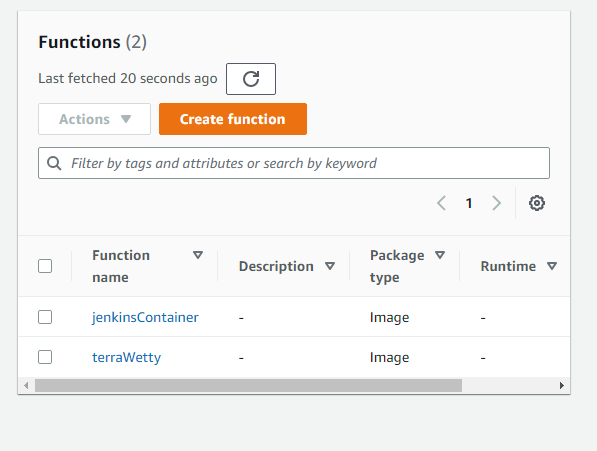 Functions (2)
Last fetched 20 seconds ago
Actions Create function
Filter by tags and attributes or search by keyword
1
Function name Description Package type Runtime
jenkinsContainer - Image -
terraWetty - Image -